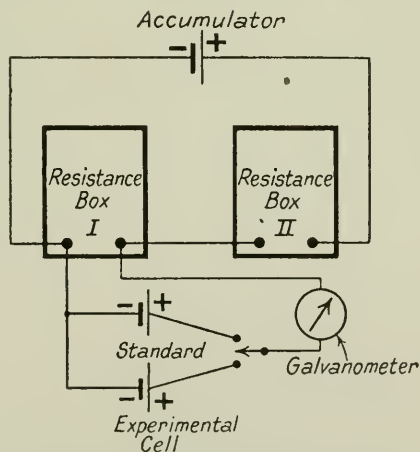 Accumulator
- +
Resistance
Box
I
Resistance
Box
II
- +
Standard
- +
Experimental
Cell
Galvanometer